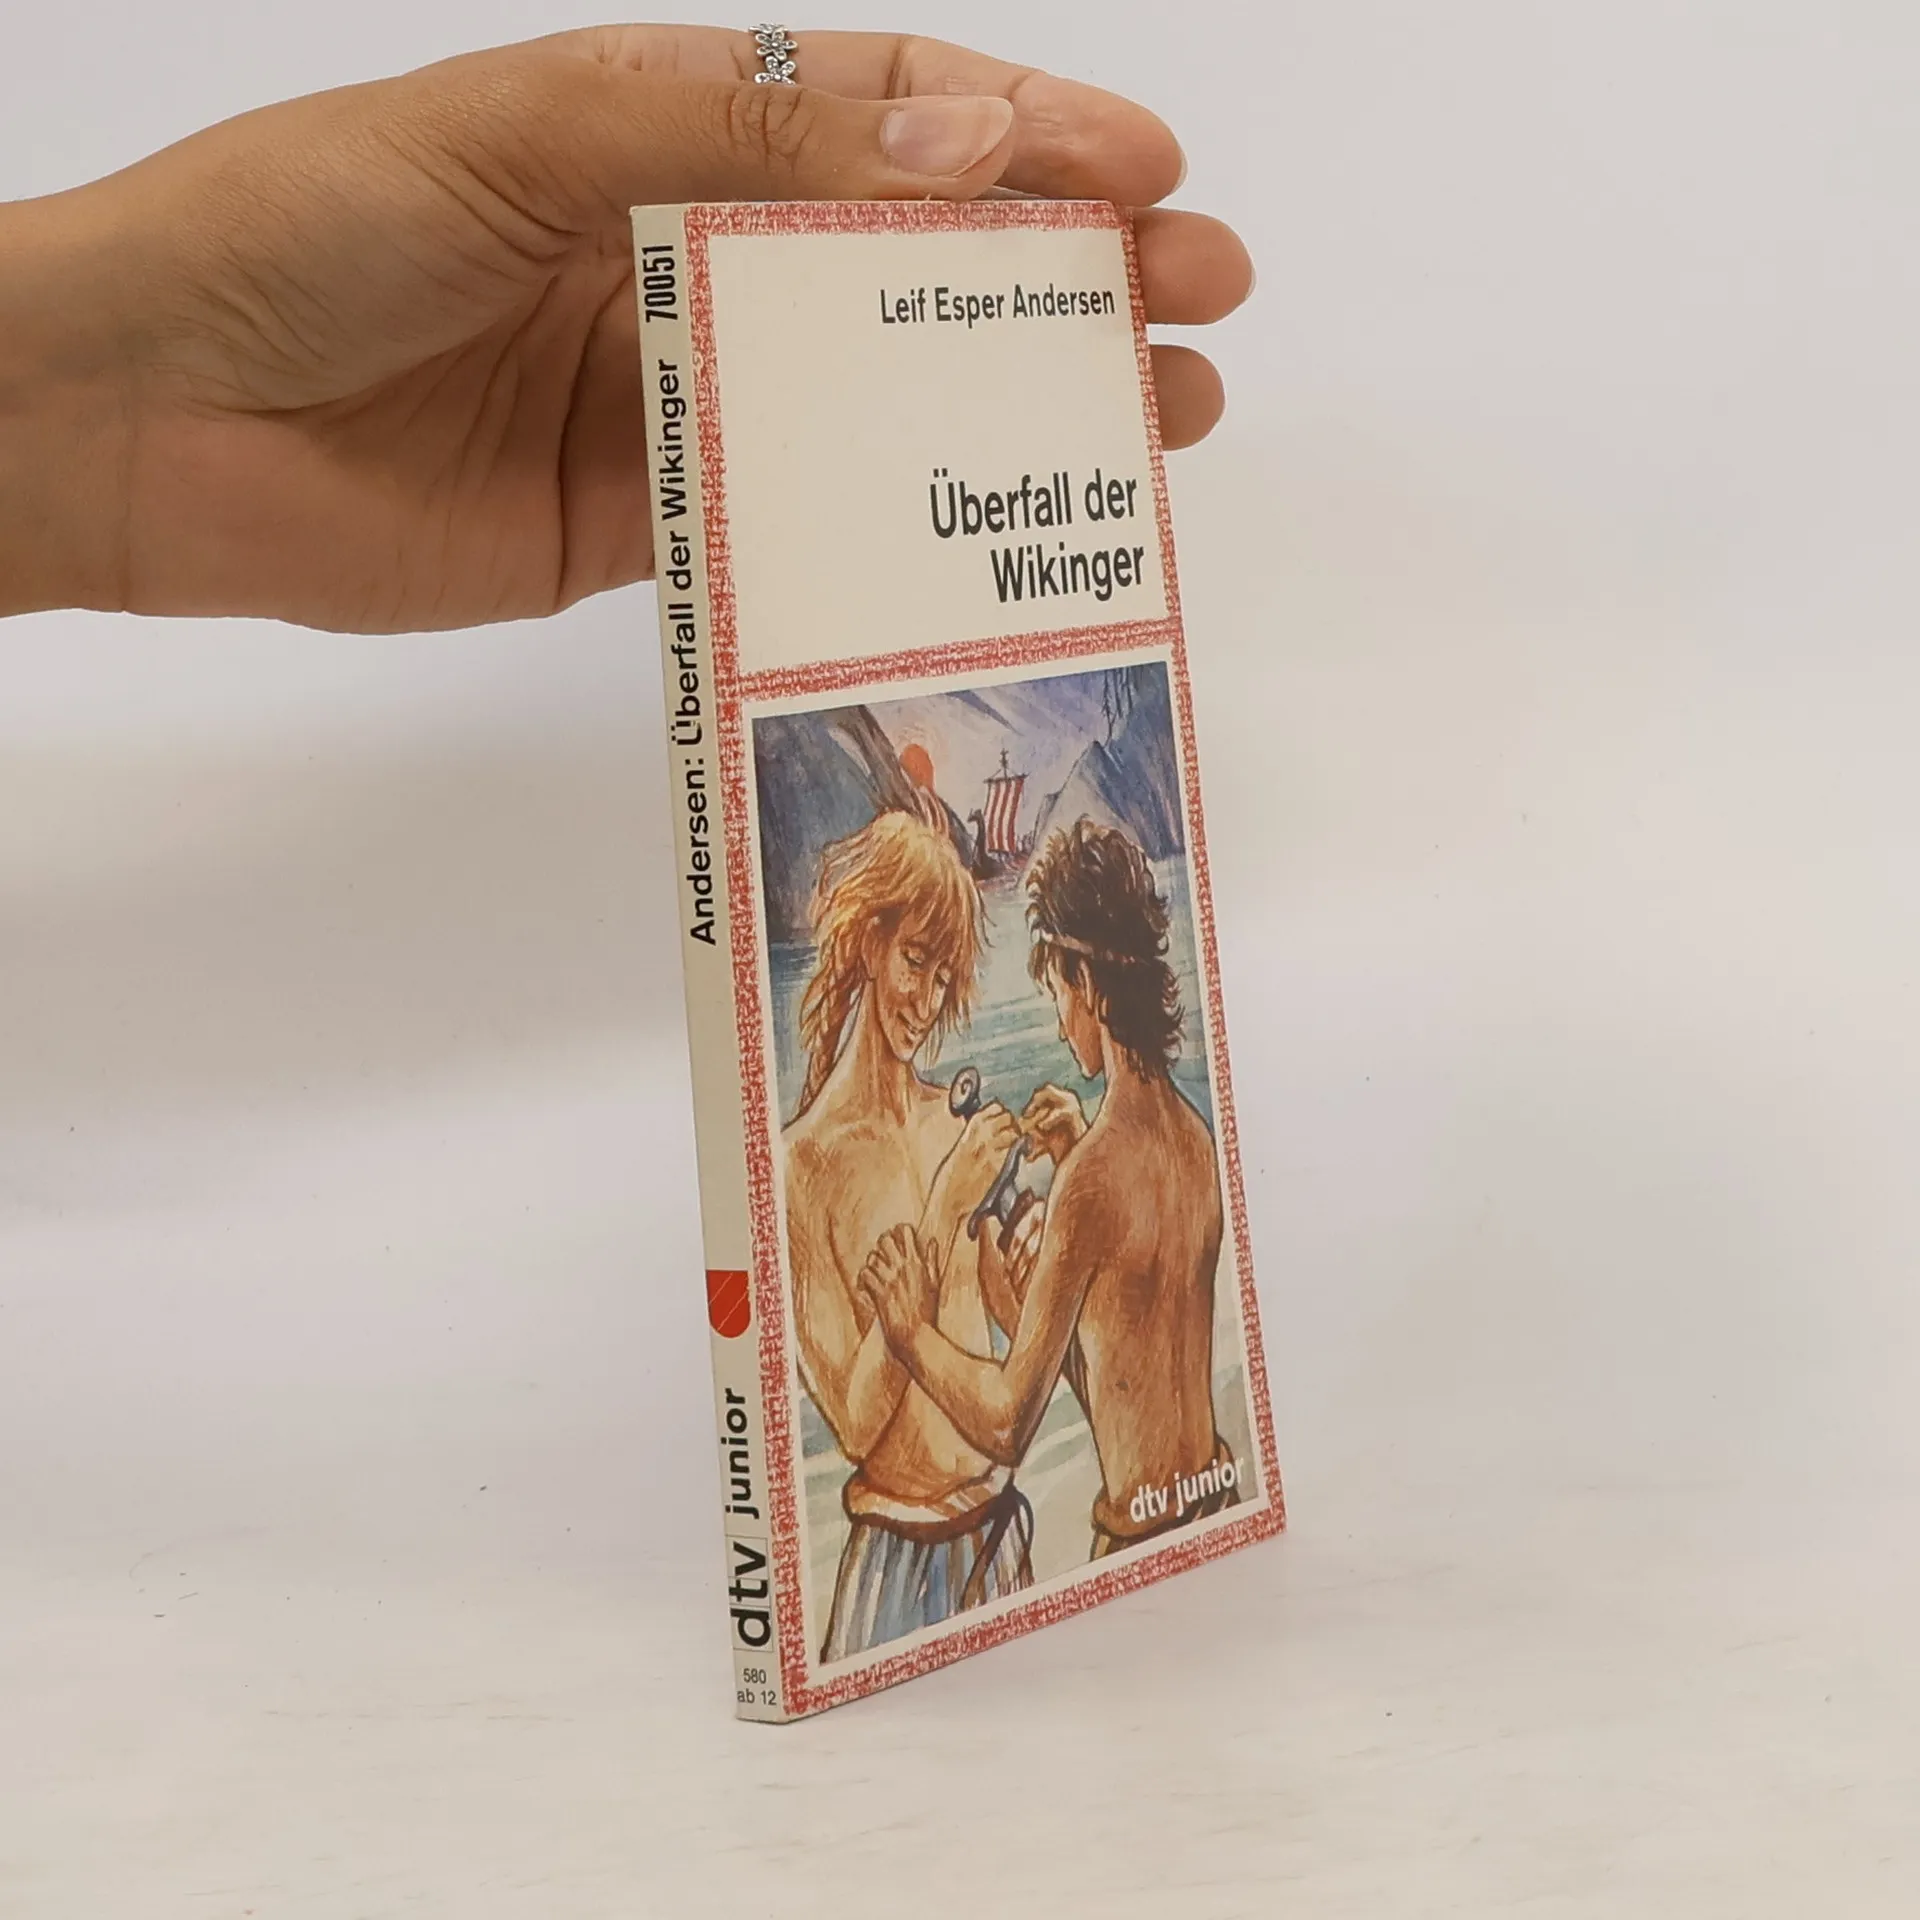 70051
Andersen: Überfall der Wikinger
dtv junior
580
ab 12
Leif Esper Andersen
Überfall der
Wikinger
dtv junior